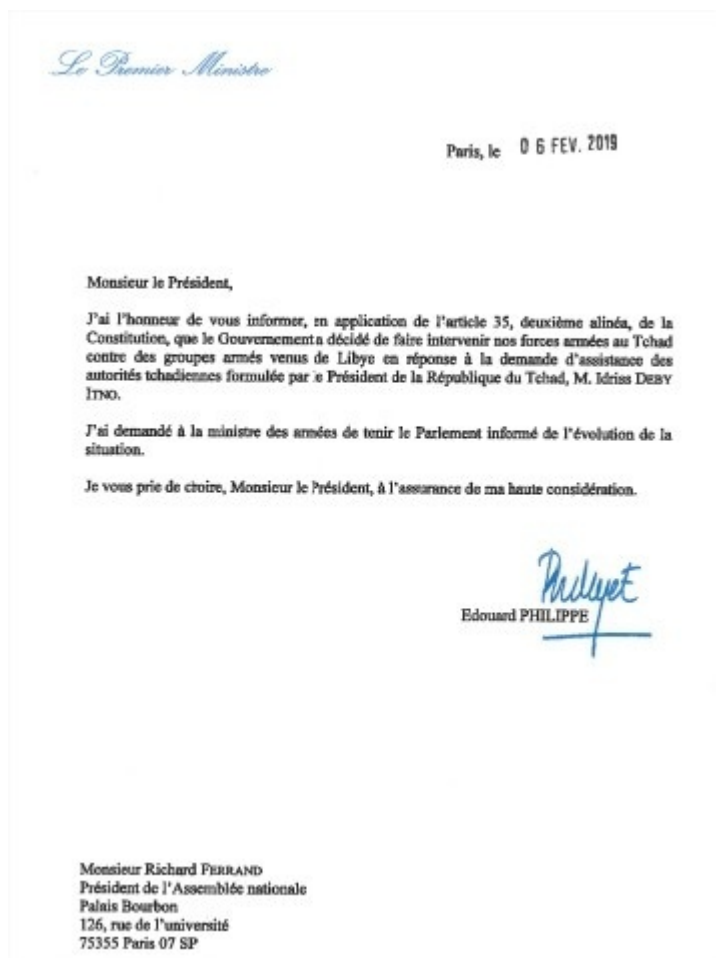 Le Premier Ministre
Paris, le 06 FEV. 2019
Monsieur le Président,
J'ai l'honneur de vous informer, en application de l'article 35, deuxième alinéa, de la
Constitution, que le Gouvernement a décidé de faire intervenir nos forces armées au Tchad
contre des groupes armés venus de Libye en réponse à la demande d'assistance des
autorités tchadiennes formulée par le Président de la République du Tchad, M. Idriss DEBY
ITNO.
J'ai demandé à la ministre des armées de tenir le Parlement informé de l'évolution de la
situation.
Je vous prie de croire, Monsieur le Président, à l'assurance de ma haute considération.
Edouard PHILIPPE
Monsieur Richard FERRAND
Président de l'Assemblée nationale
Palais Bourbon
126, rue de l'université
75355 Paris 07 SP